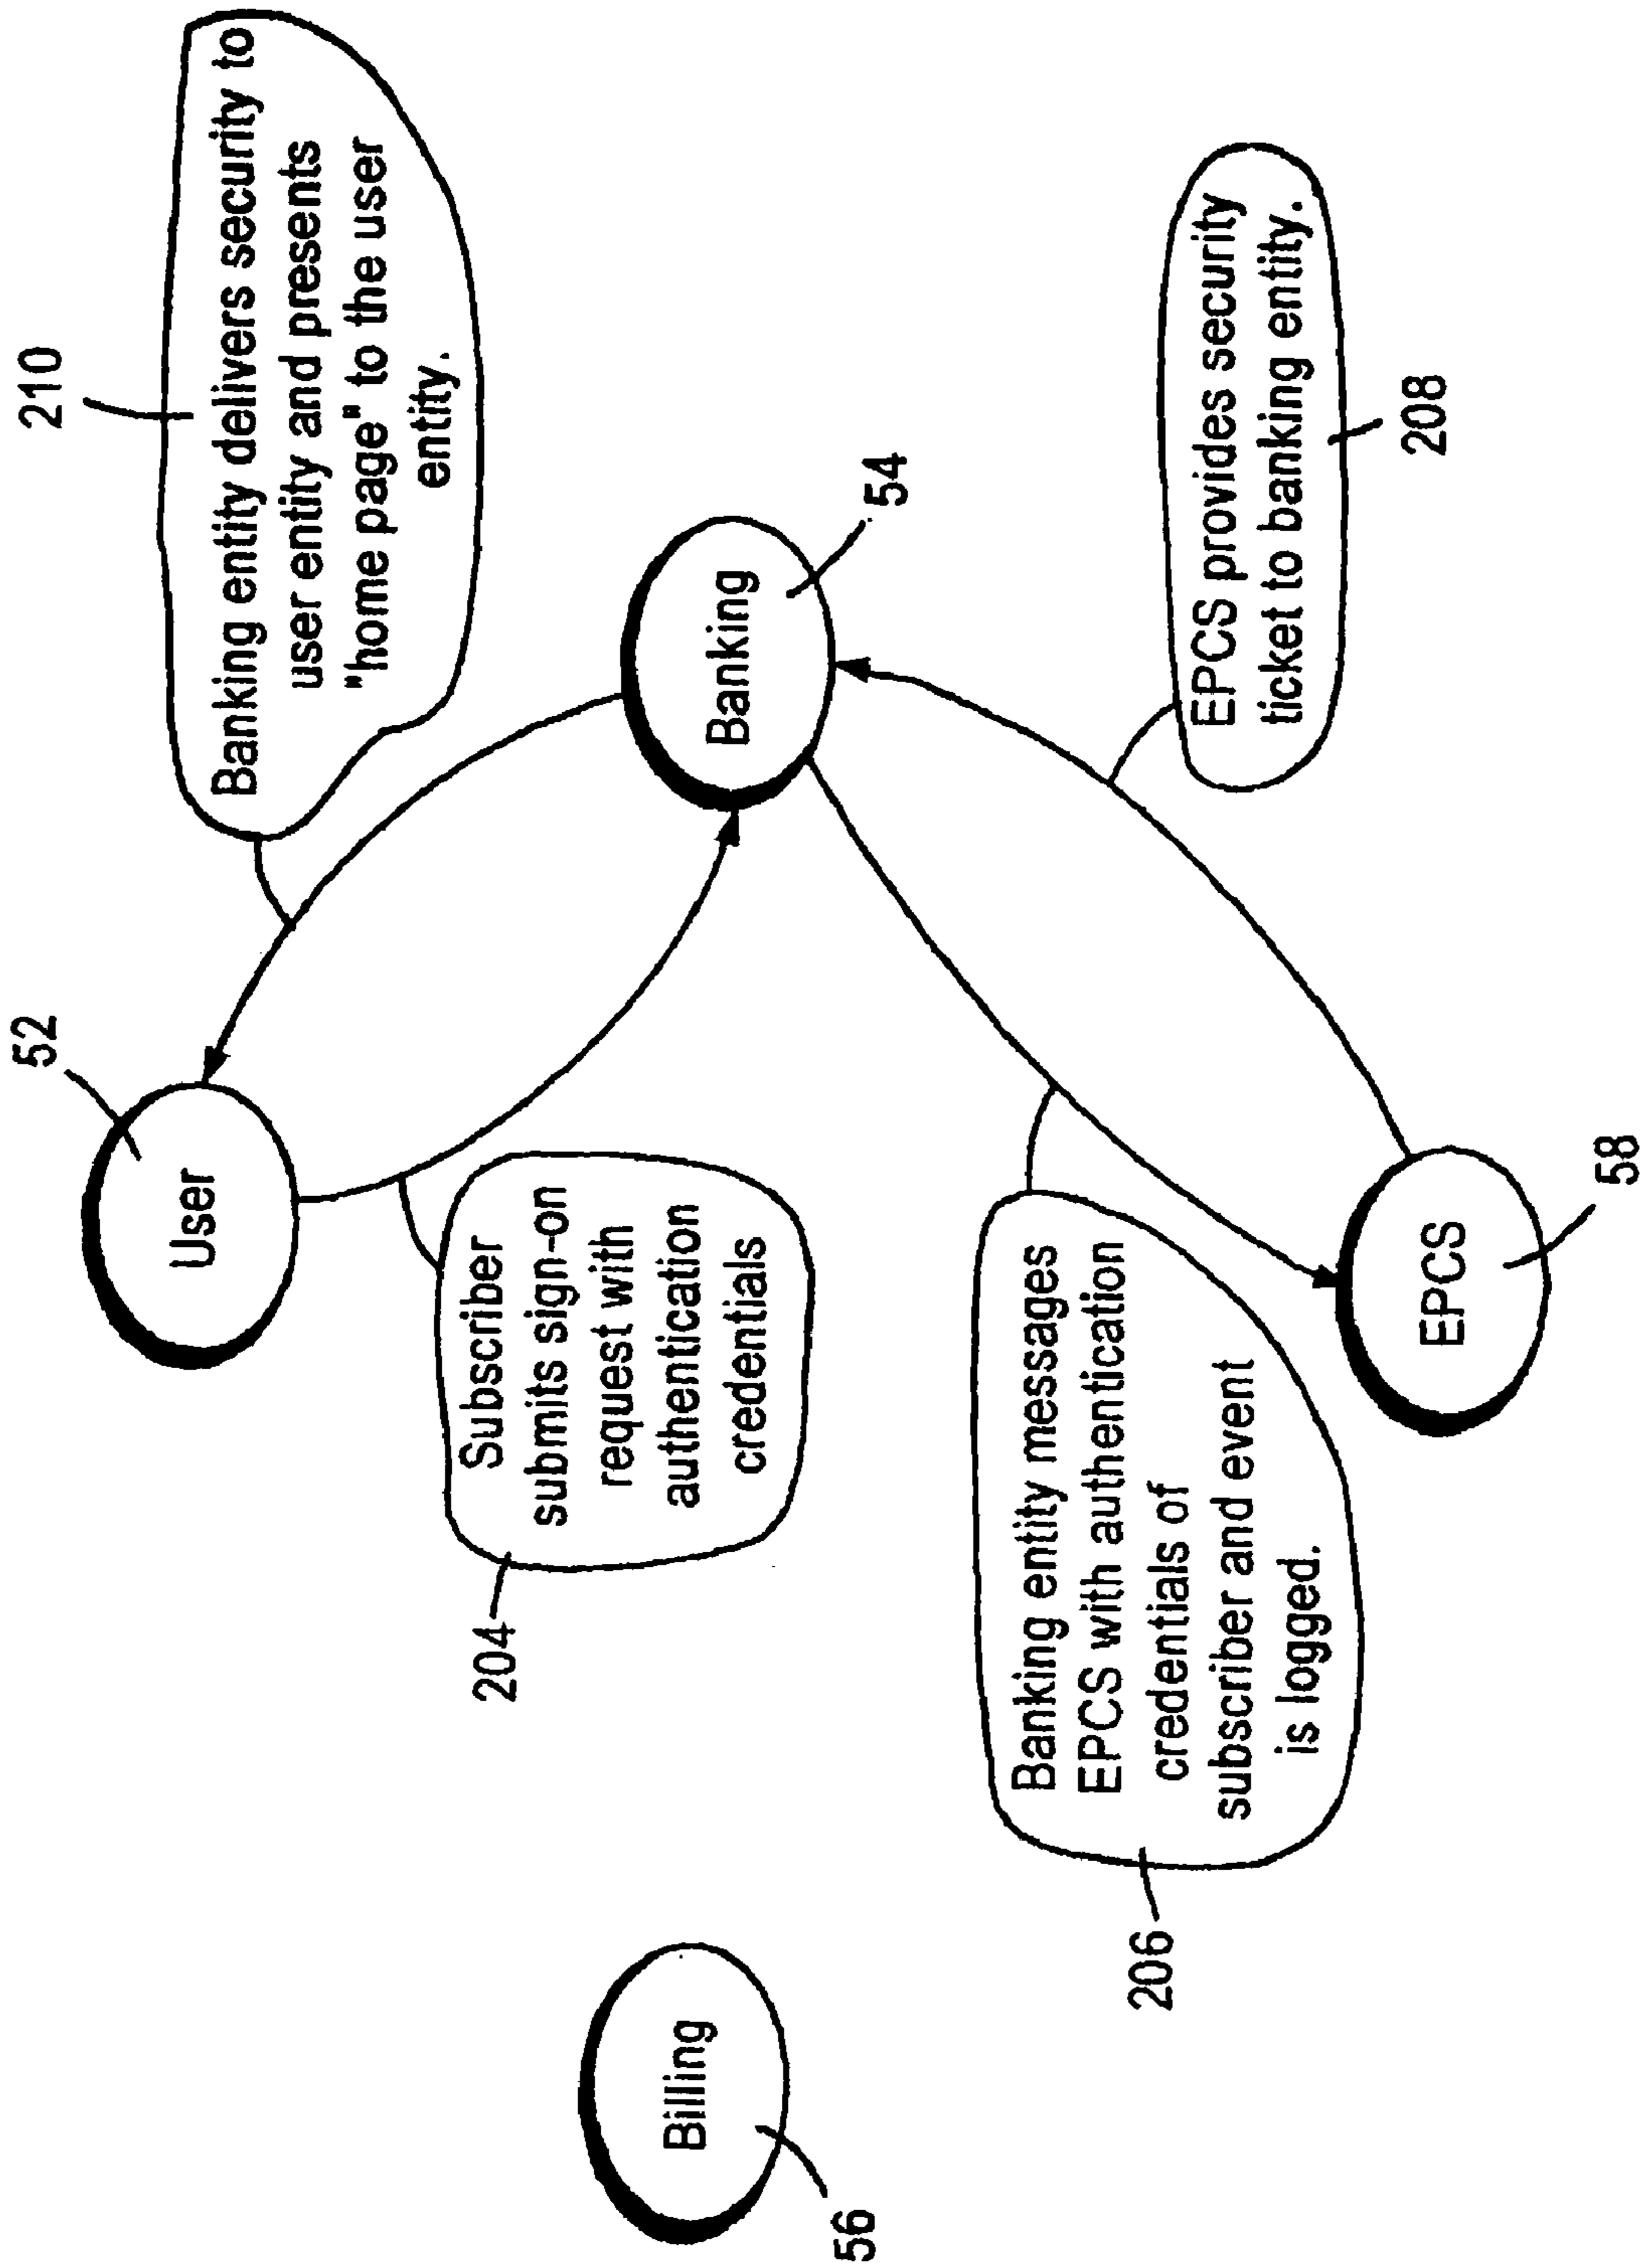 52
User
210
Banking entity delivers security to
user entity and presents
"home page" to the user
entity.
204
Subscriber
submits sign-on
request with
authentication
credentials
Billing
56
Banking
54
206
Banking entity messages
EPCS with authentication
credentials of
subscriber and event
is logged.
EPCS provides security
ticket to banking entity.
208
EPCS
58